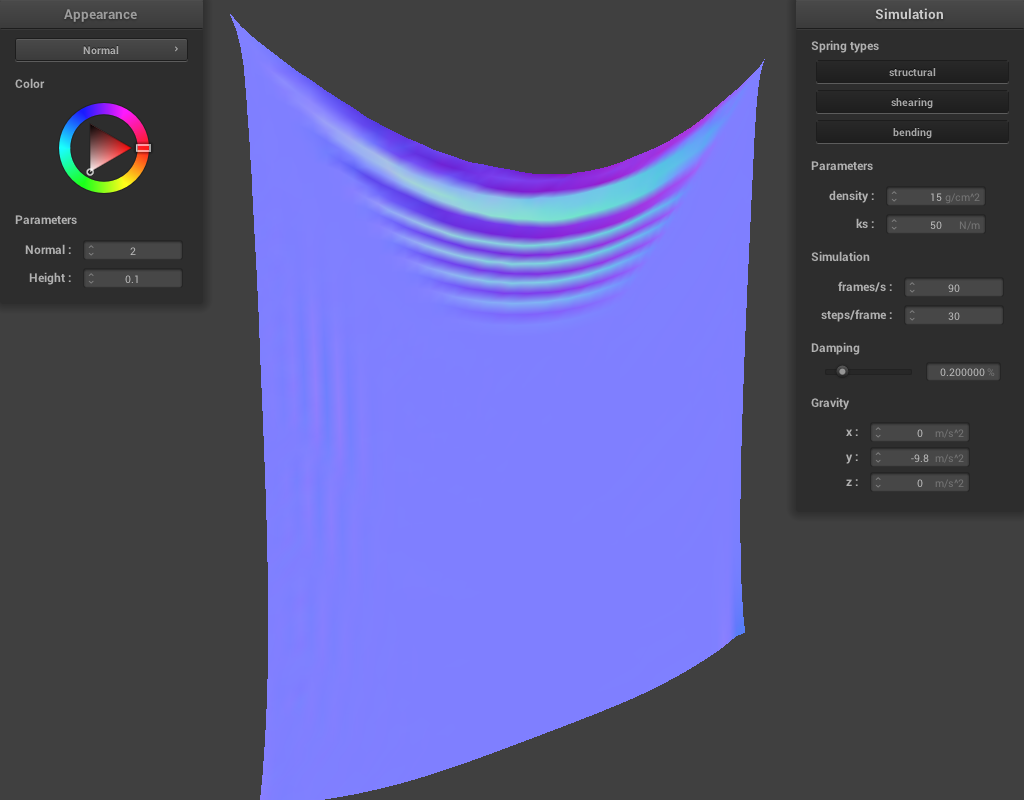 Appearance
Normal
Color
Parameters
Normal : 2
Height : 0.1
Simulation
Spring types
structural
shearing
bending
Parameters
density : 15 g/cm^2
ks : 50 N/m
Simulation
frames/s : 90
steps/frame : 30
Damping
0.200000 %
Gravity
x : 0 m/s^2
y : -9.8 m/s^2
z : 0 m/s^2